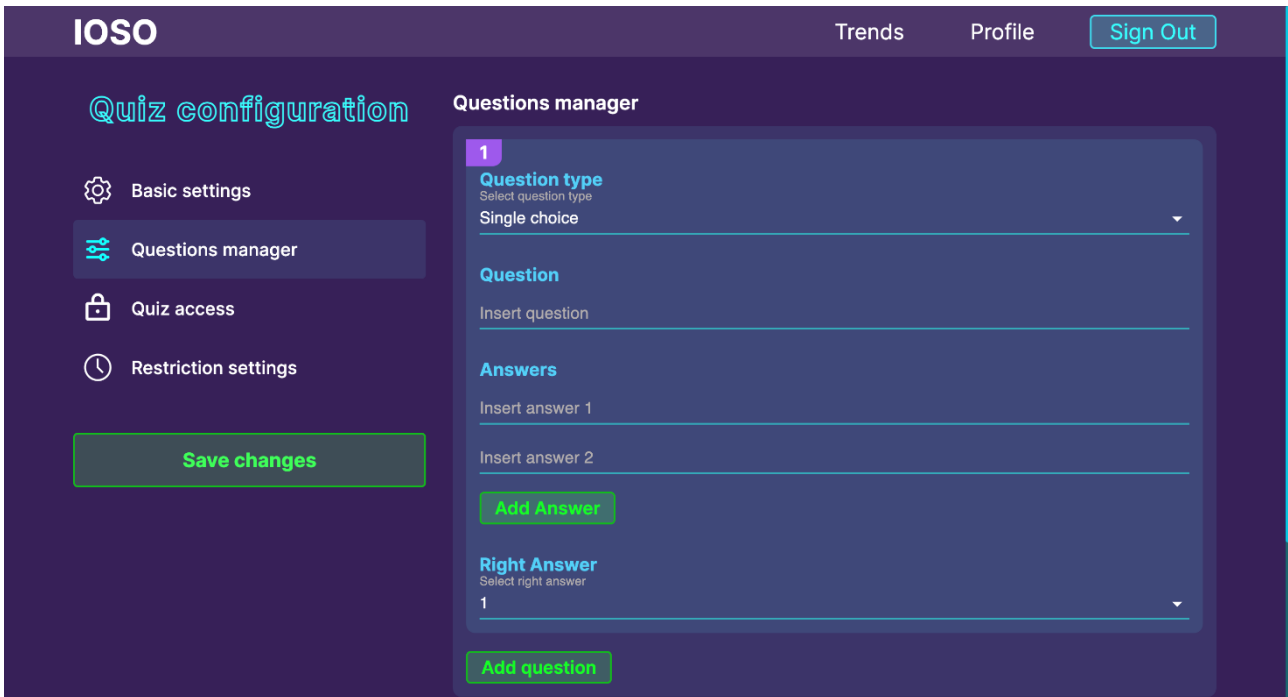 IOSO
Trends
Profile
Sign Out
Quiz configuration
Basic settings
Questions manager
Quiz access
Restriction settings
Save changes
Questions manager
1
Question type
Select question type
Single choice
Question
Insert question
Answers
Insert answer 1
Insert answer 2
Add Answer
Right Answer
Select right answer
1
Add question